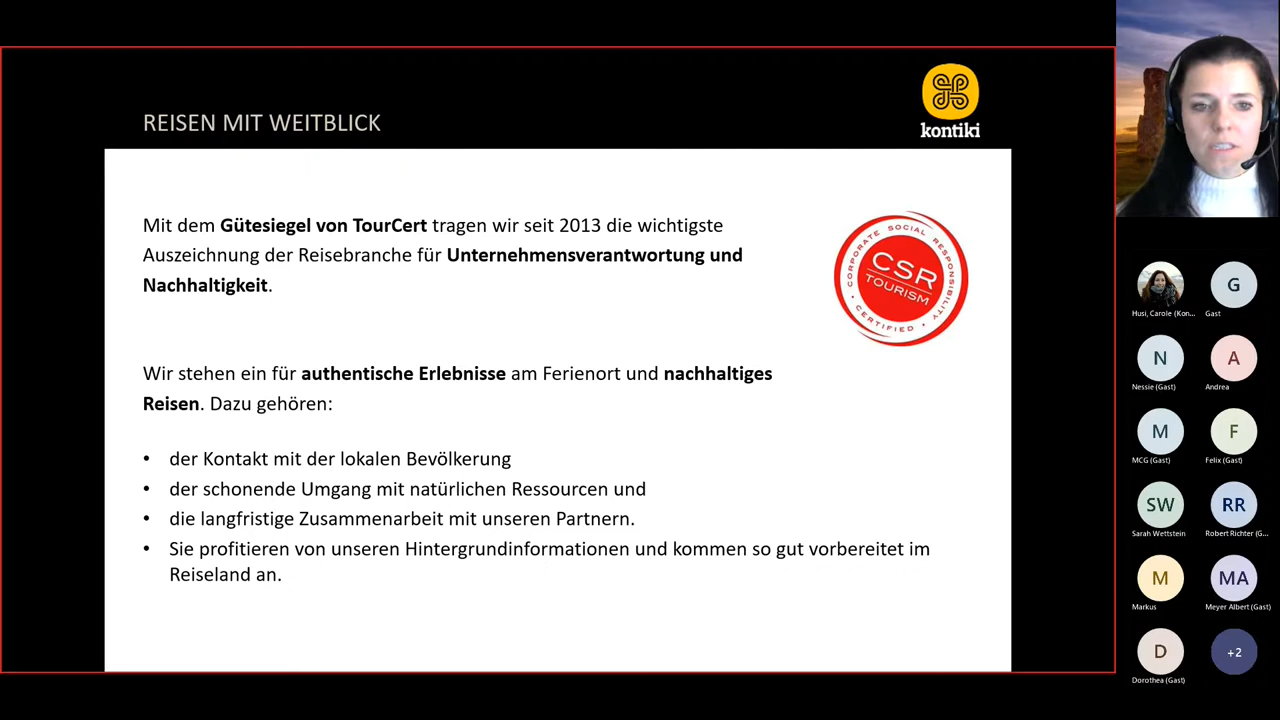 REISEN MIT WEITBLICK
kontiki
Mit dem Gütesiegel von TourCert tragen wir seit 2013 die wichtigste
Auszeichnung der Reisebranche für Unternehmensverantwortung und
Nachhaltigkeit.
CORPORATE SOCIAL RESPONSIBILITY
CSR
TOURISM
• CERTIFIED •
Wir stehen ein für authentische Erlebnisse am Ferienort und nachhaltiges
Reisen. Dazu gehören:
• der Kontakt mit der lokalen Bevölkerung
• der schonende Umgang mit natürlichen Ressourcen und
• die langfristige Zusammenarbeit mit unseren Partnern.
• Sie profitieren von unseren Hintergrundinformationen und kommen so gut vorbereitet im
Reiseland an.
G
Husi, Carole (Kon...
Gast
N
A
Nessie (Gast)
Andrea
M
F
MCG (Gast)
Felix (Gast)
SW
RR
Sarah Wettstein
Robert Richter (G...
M
MA
Markus
Meyer Albert (Gast)
D
+2
Dorothea (Gast)